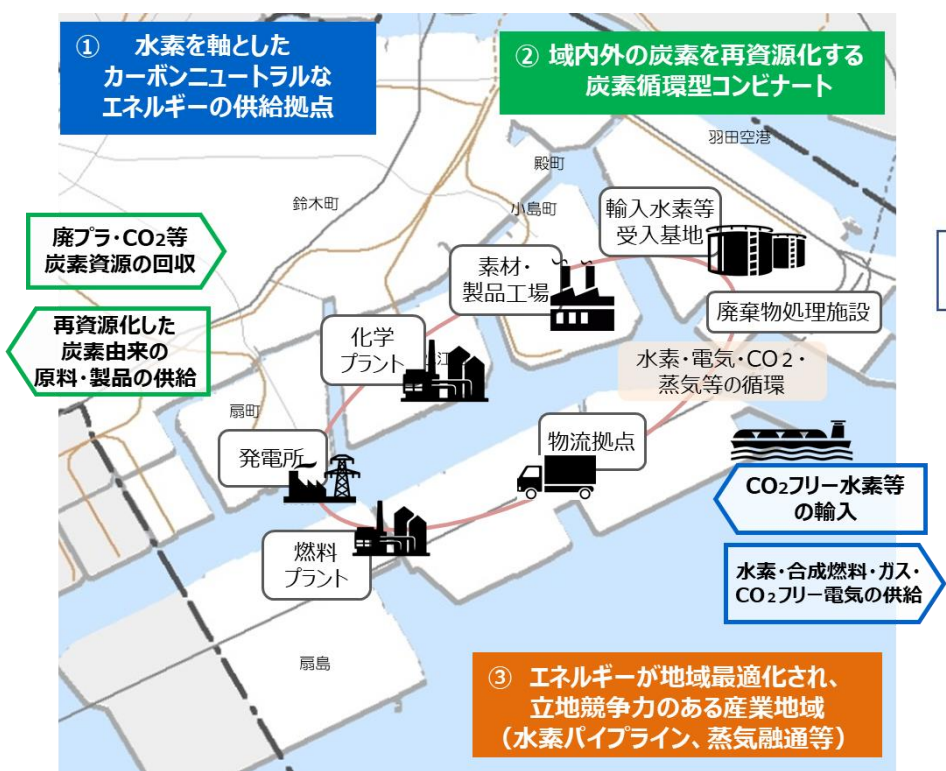 ① 水素を軸とした
カーボンニュートラルな
エネルギーの供給拠点
② 域内外の炭素を再資源化する
炭素循環型コンビナート
羽田空港
殿町
鈴木町
小島町
輸入水素等
受入基地
廃プラ・CO₂等
炭素資源の回収
素材・
製品工場
廃棄物処理施設
再資源化した
炭素由来の
原料・製品の供給
化学
プラント
水素・電気・CO２・
蒸気等の循環
扇町
発電所
物流拠点
CO₂フリー水素等
の輸入
燃料
プラント
水素・合成燃料・ガス・
CO₂フリー電気の供給
扇島
③ エネルギーが地域最適化され、
立地競争力のある産業地域
（水素パイプライン、蒸気融通等）